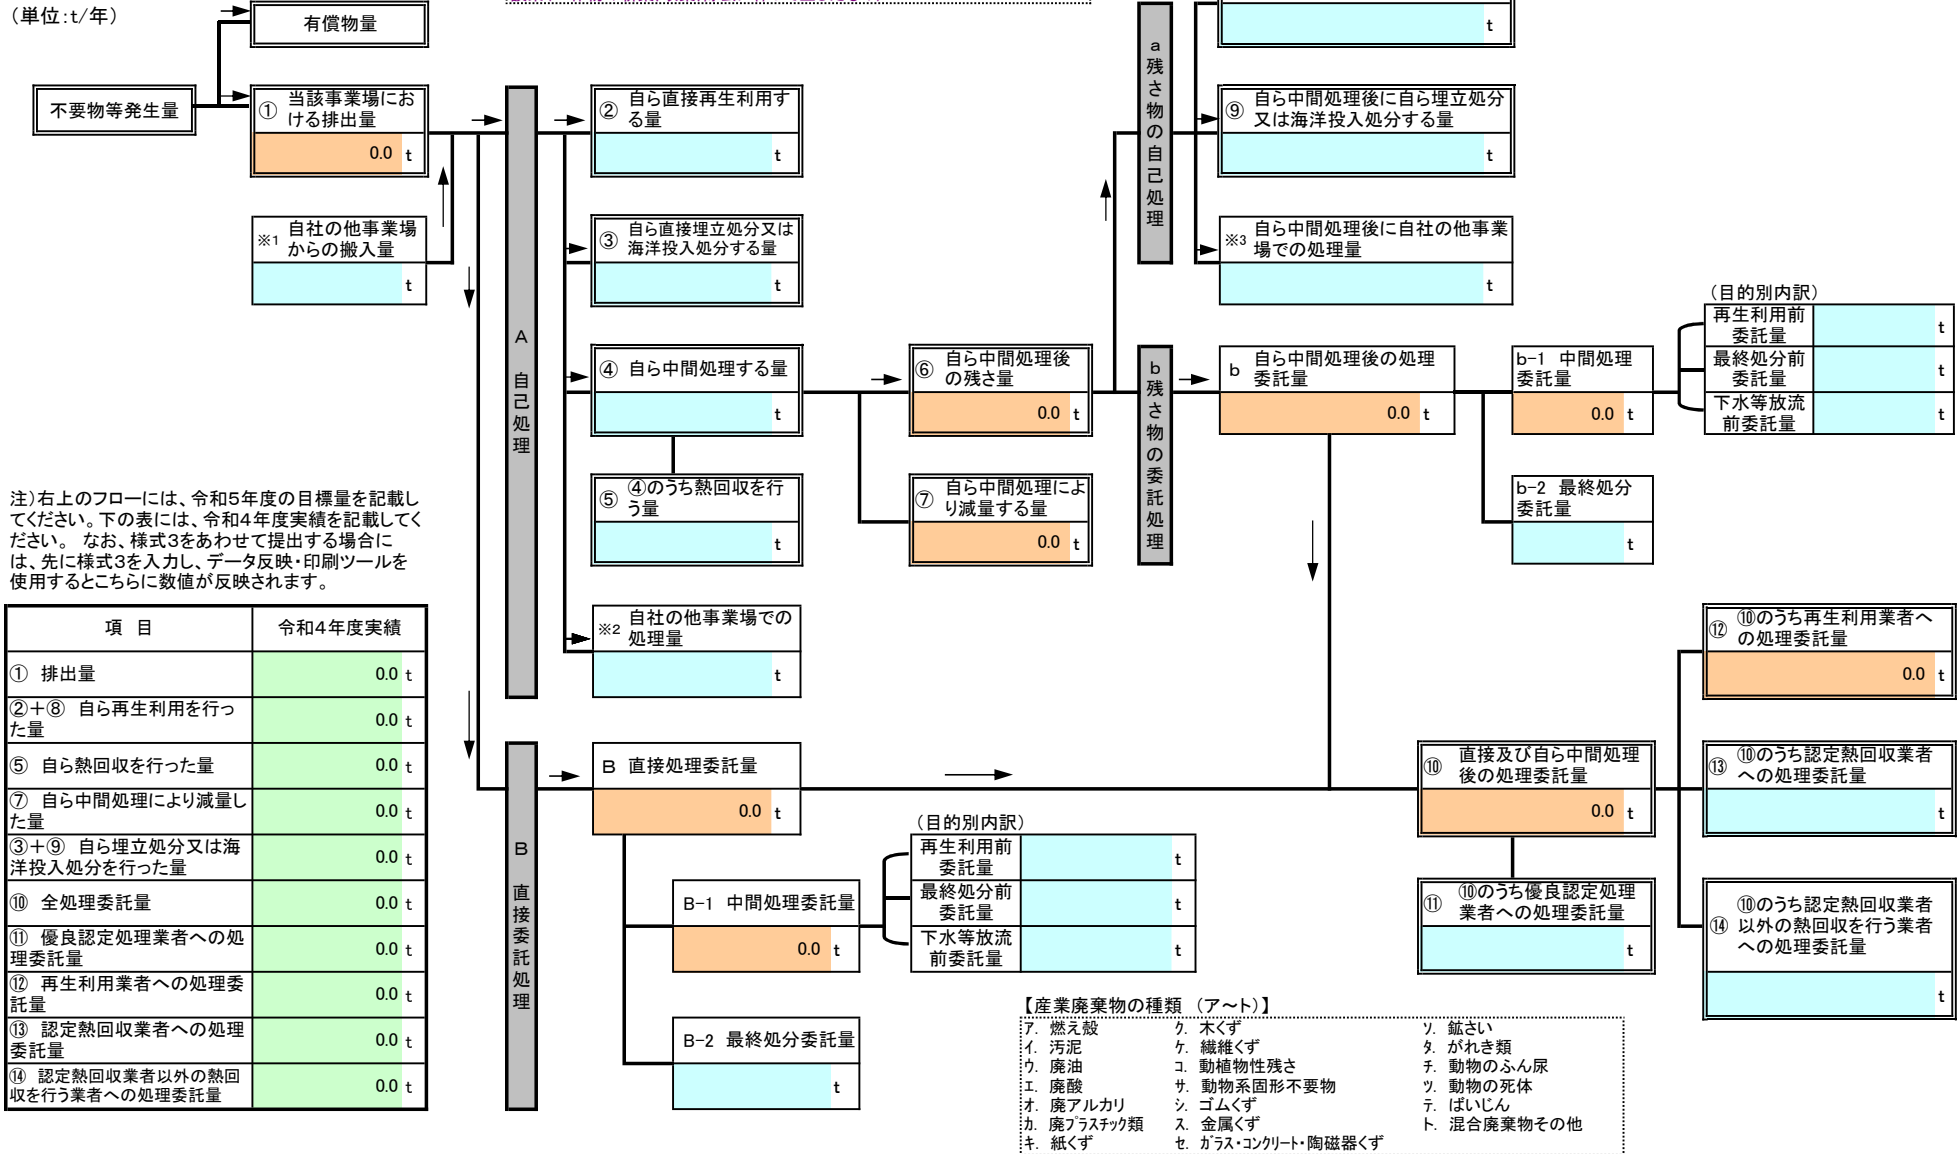 (単位:t/年)
有償物量
不要物等発生量
① 当該事業場にお
ける排出量
0.0 t
※1 自社の他事業場
からの搬入量
t
A 自己処理
② 自ら直接再生利用す
る量
t
③ 自ら直接埋立処分又は
海洋投入処分する量
t
④ 自ら中間処理する量
t
⑤ ④のうち熱回収を行
う量
t
※2 自社の他事業場での
処理量
t
⑥ 自ら中間処理後
の残さ量
0.0 t
⑦ 自ら中間処理によ
り減量する量
0.0 t
a 残さ物の自己処理
t
⑨ 自ら中間処理後に自ら埋立処分
又は海洋投入処分する量
t
※3 自ら中間処理後に自社の他事業
場での処理量
t
b 残さ物の委託処理
b 自ら中間処理後の処理
委託量
0.0 t
b-1 中間処理
委託量
0.0 t
(目的別内訳)
再生利用前
委託量
t
最終処分前
委託量
t
下水等放流
前委託量
t
b-2 最終処分
委託量
t
注)右上のフローには、令和5年度の目標量を記載し
てください。下の表には、令和4年度実績を記載してく
ださい。 なお、様式3をあわせて提出する場合に
は、先に様式3を入力し、データ反映・印刷ツールを
使用するとこちらに数値が反映されます。
項 目 令和4年度実績
① 排出量 0.0 t
②+⑧ 自ら再生利用を行っ
た量
0.0 t
⑤ 自ら熱回収を行った量 0.0 t
⑦ 自ら中間処理により減量し
た量
0.0 t
③+⑨ 自ら埋立処分又は海
洋投入処分を行った量
0.0 t
⑩ 全処理委託量 0.0 t
⑪ 優良認定処理業者への処
理委託量
0.0 t
⑫ 再生利用業者への処理委
託量
0.0 t
⑬ 認定熱回収業者への処理
委託量
0.0 t
⑭ 認定熱回収業者以外の熱回
収を行う業者への処理委託量
0.0 t
B 直接委託処理
B 直接処理委託量
0.0 t
B-1 中間処理委託量
0.0 t
(目的別内訳)
再生利用前
委託量
t
最終処分前
委託量
t
下水等放流
前委託量
t
B-2 最終処分委託量
t
⑩ 直接及び自ら中間処理
後の処理委託量
0.0 t
⑪ ⑩のうち優良認定処理
業者への処理委託量
t
⑫ ⑩のうち再生利用業者へ
の処理委託量
0.0 t
⑬ ⑩のうち認定熱回収業者
への処理委託量
t
⑭ ⑩のうち認定熱回収業者
以外の熱回収を行う業者
への処理委託量
t
【産業廃棄物の種類 (ア～ト)】
ア. 燃え殻 ク. 木くず ソ. 鉱さい
イ. 汚泥 ケ. 繊維くず タ. がれき類
ウ. 廃油 コ. 動植物性残さ チ. 動物のふん尿
エ. 廃酸 サ. 動物系固形不要物 ツ. 動物の死体
オ. 廃アルカリ シ. ゴムくず テ. ばいじん
カ. 廃プラスチック類 ス. 金属くず ト. 混合廃棄物その他
キ. 紙くず セ. ガラス・コンクリート・陶磁器くず